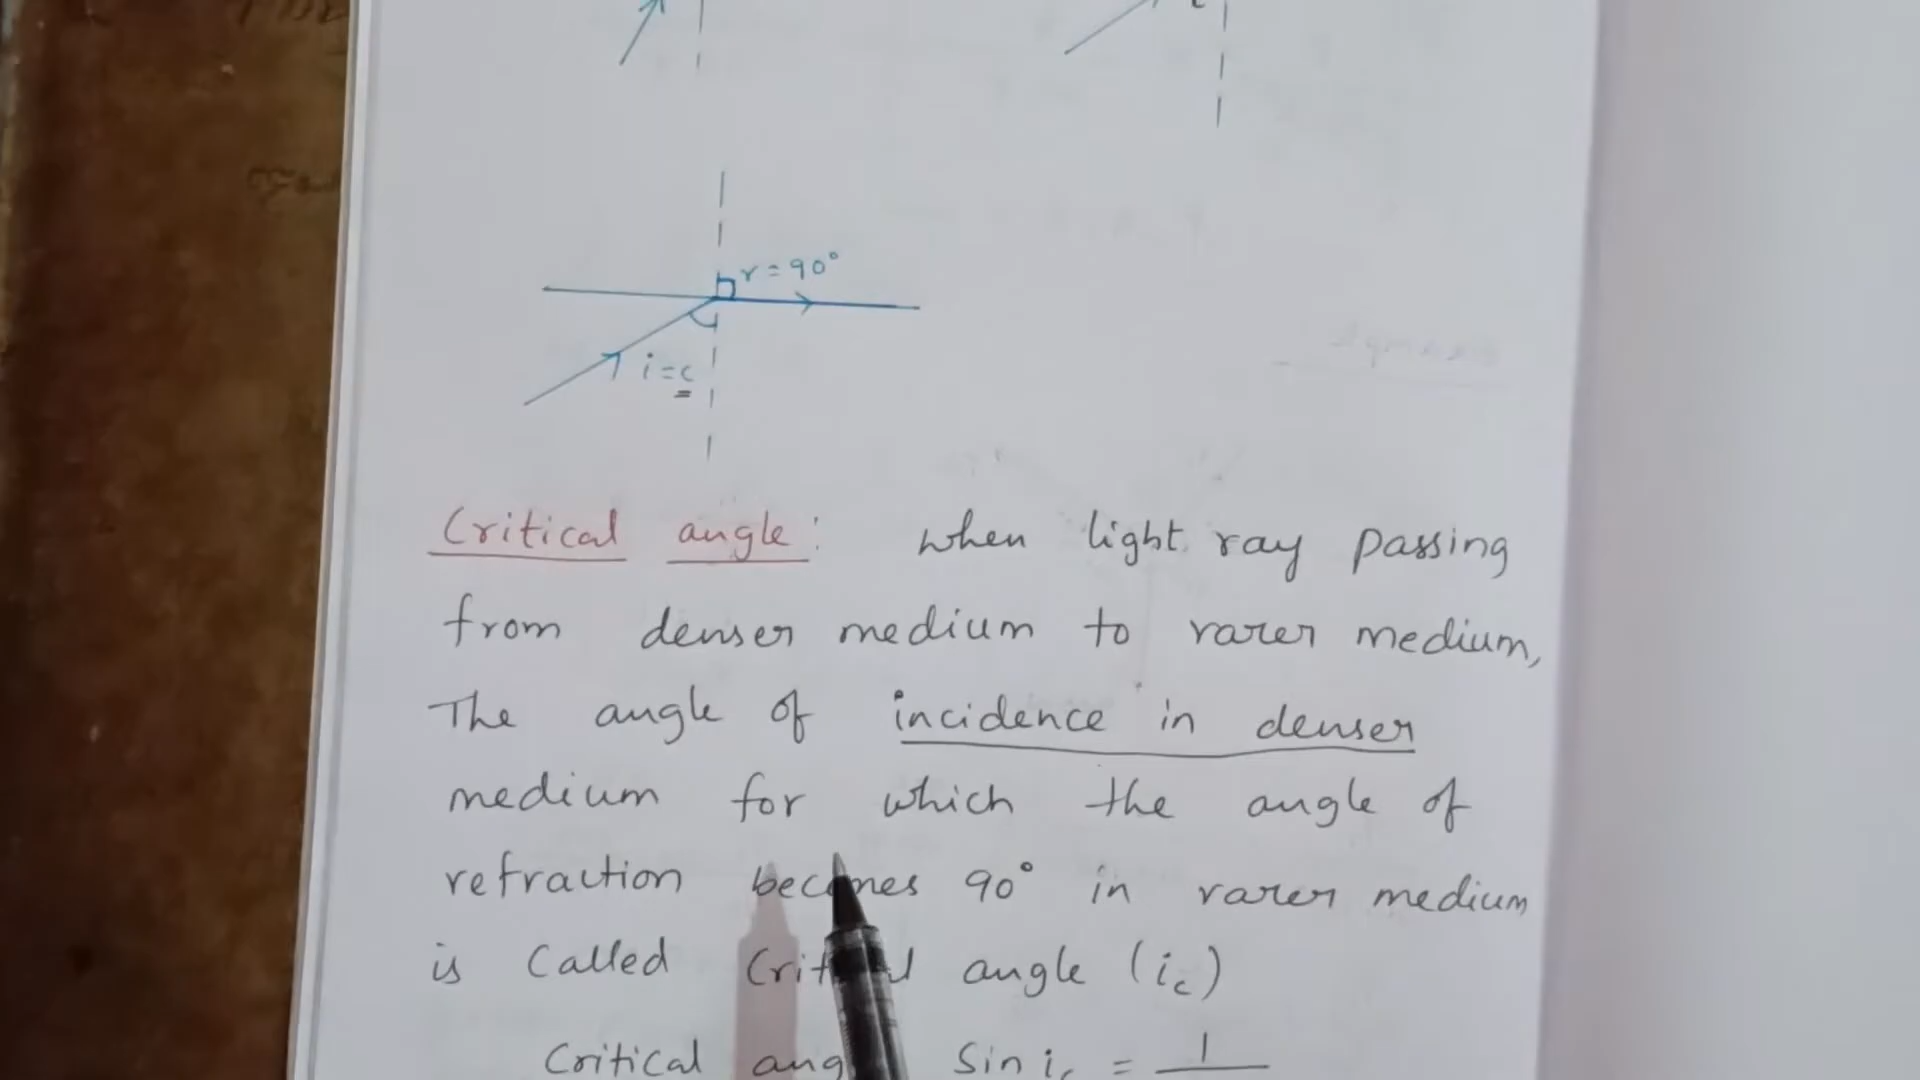 r = 90°
i = c
Critical angle: when light ray passing
from denser medium to rarer medium,
The angle of incidence in denser
medium for which the angle of
refraction becomes 90° in rarer medium
is called Critical angle (ic)
Critical Sin ic = 1